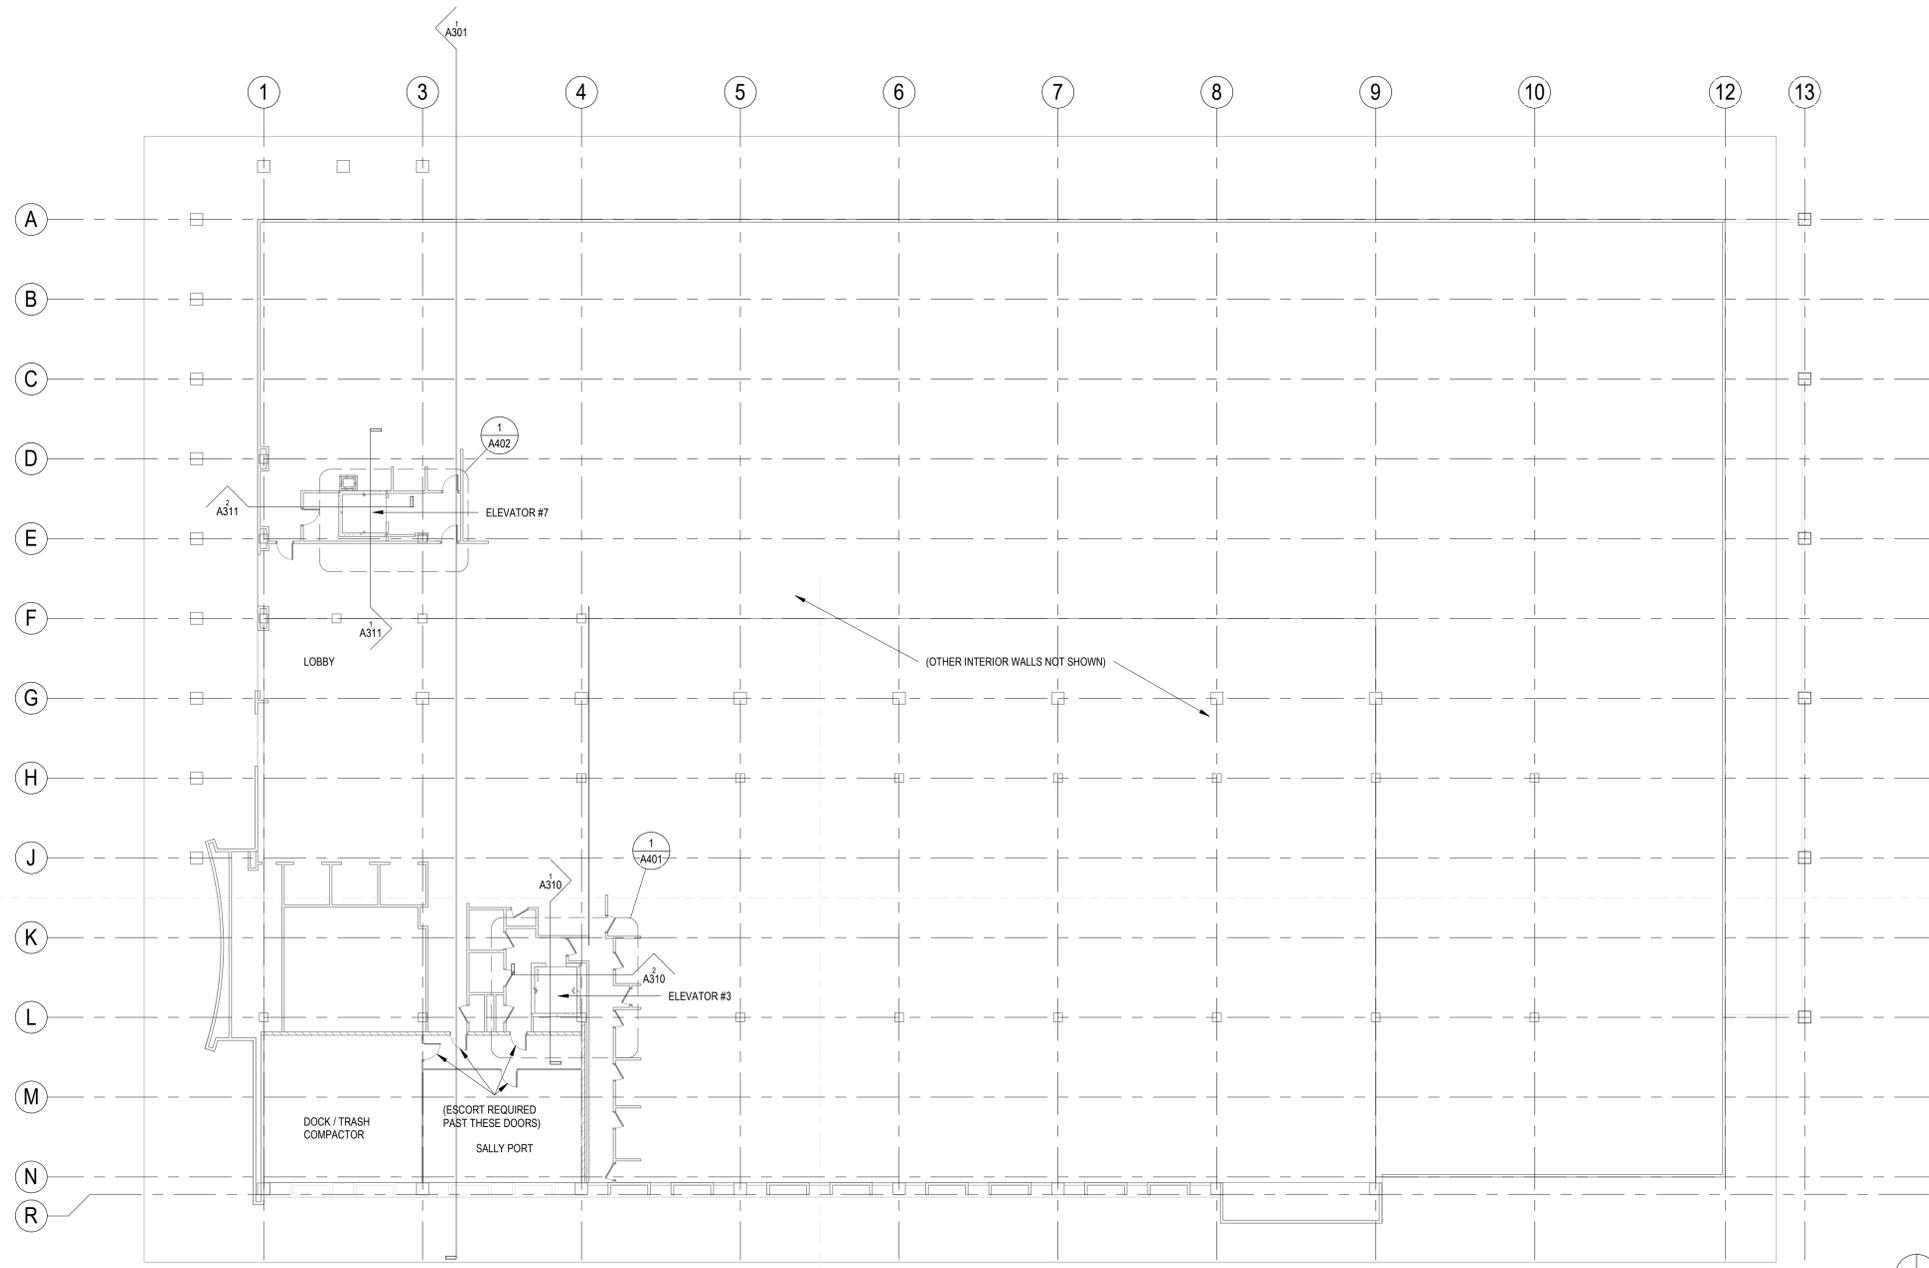 1
A301
1 3 4 5 6 7 8 9 10 12 13
A
B
C
1
A402
D
2
A311
ELEVATOR #7
E
F
1
A311
LOBBY
(OTHER INTERIOR WALLS NOT SHOWN)
G
H
J
1
A401
1
A310
K
2
A310
ELEVATOR #3
L
M
(ESCORT REQUIRED
PAST THESE DOORS)
DOCK / TRASH
COMPACTOR
SALLY PORT
N
R